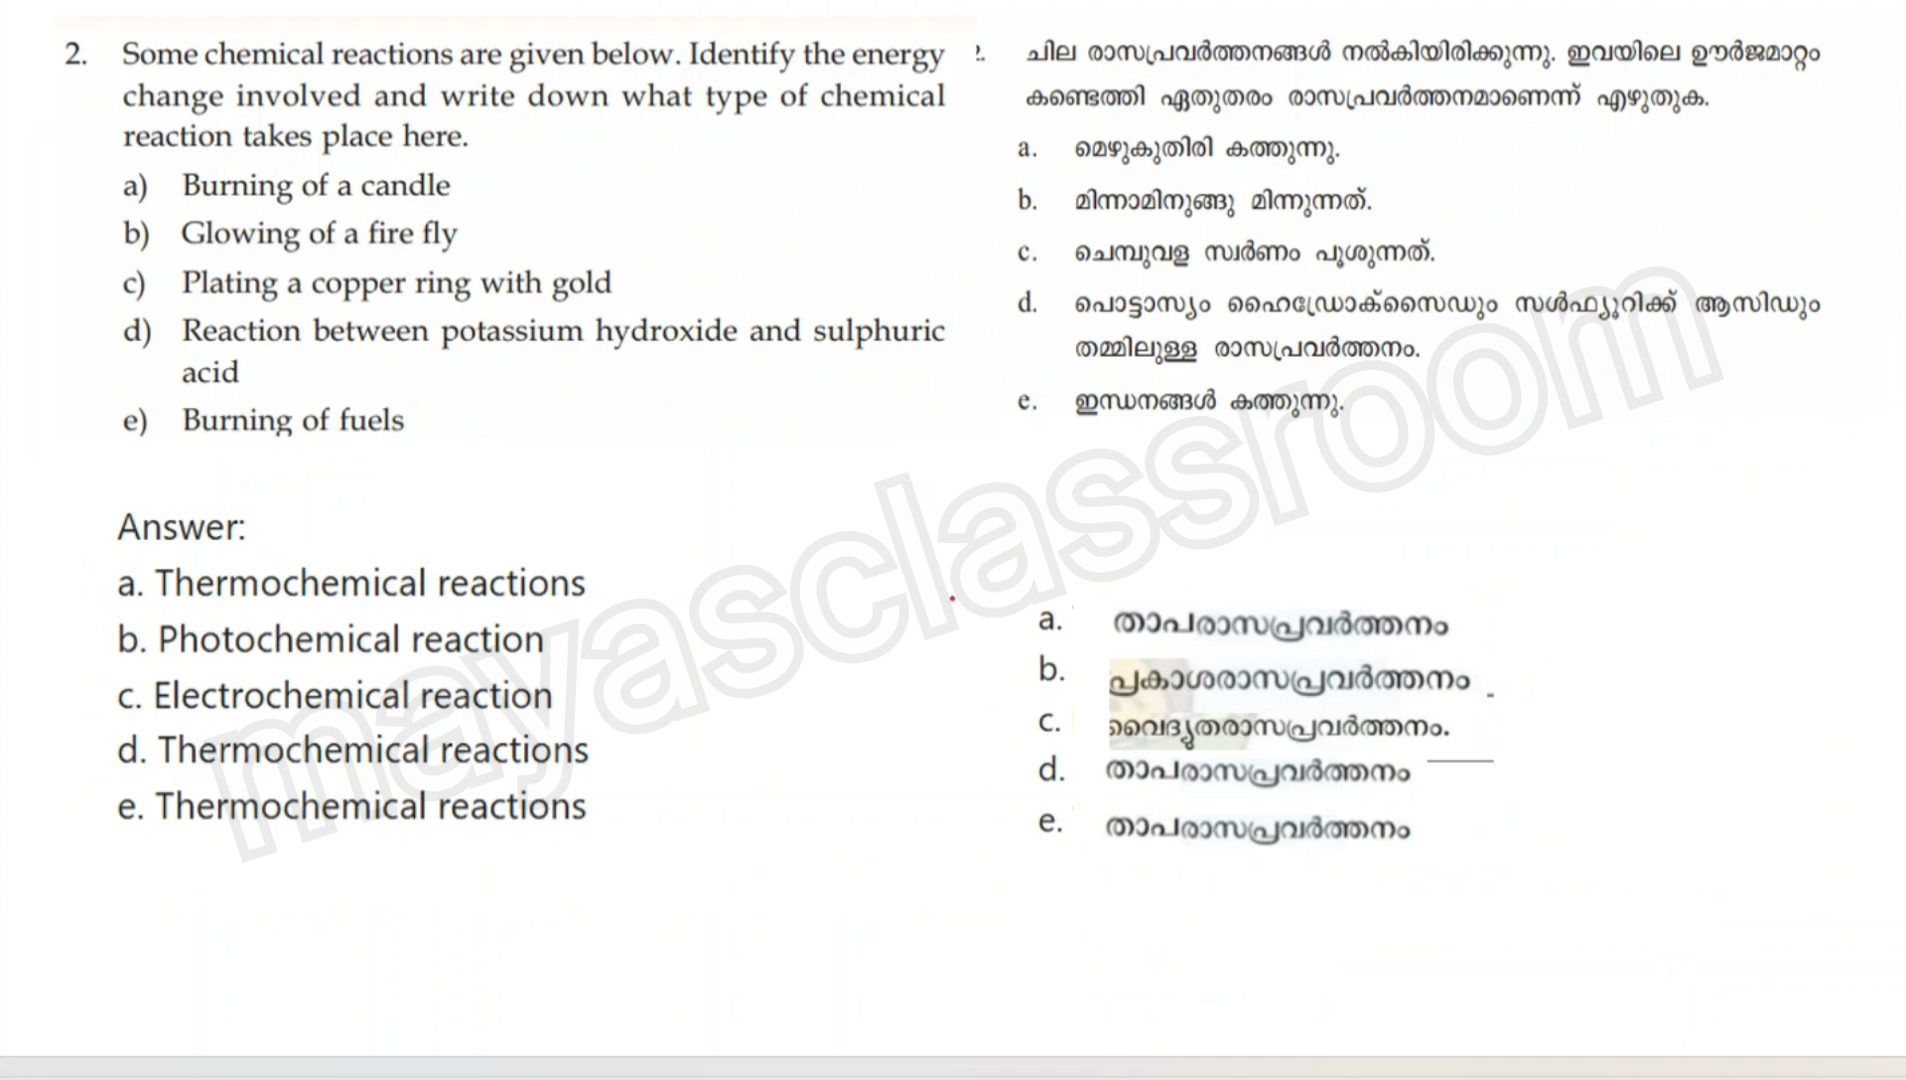 2. Some chemical reactions are given below. Identify the energy
change involved and write down what type of chemical
reaction takes place here.
a) Burning of a candle
b) Glowing of a fire fly
c) Plating a copper ring with gold
d) Reaction between potassium hydroxide and sulphuric
acid
e) Burning of fuels
Answer:
a. Thermochemical reactions
b. Photochemical reaction
c. Electrochemical reaction
d. Thermochemical reactions
e. Thermochemical reactions
ചില രാസപ്രവർത്തനങ്ങൾ നൽകിയിരിക്കുന്നു. ഇവയിലെ ഊർജമാറ്റം
കണ്ടെത്തി ഏതുതരം രാസപ്രവർത്തനമാണെന്ന് എഴുതുക.
a. മെഴുകുതിരി കത്തുന്നു.
b. മിന്നാമിനുങ്ങു മിന്നുന്നത്.
c. ചെമ്പുവള സ്വർണം പൂശുന്നത്.
d. പൊട്ടാസ്യം ഹൈഡ്രോക്സൈഡും സൾഫ്യൂറിക്ക് ആസിഡും
തമ്മിലുള്ള രാസപ്രവർത്തനം.
e. ഇന്ധനങ്ങൾ കത്തുന്നു.
a. താപരാസപ്രവർത്തനം
b. പ്രകാശരാസപ്രവർത്തനം
c. വൈദ്യുതരാസപ്രവർത്തനം.
d. താപരാസപ്രവർത്തനം
e. താപരാസപ്രവർത്തനം
mayasclassroom